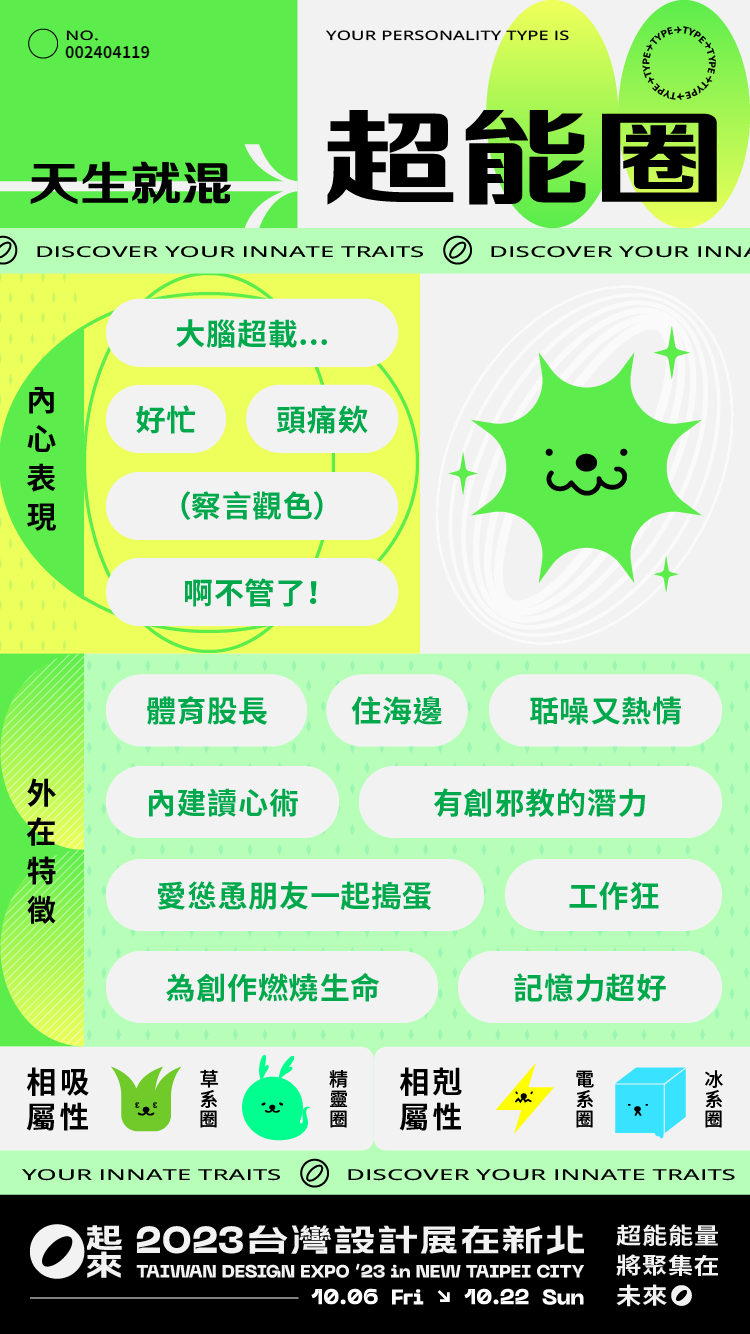 NO.
002404119
天生就混
YOUR PERSONALITY TYPE IS
超能圈
TYPE→TYPE→TYPE→TYPE→TYPE→TYPE→TYPE→
DISCOVER YOUR INNATE TRAITS
DISCOVER YOUR INNA
內心表現
大腦超載...
好忙
頭痛欸
（察言觀色）
啊不管了!
外在特徵
體育股長
住海邊
聒噪又熱情
內建讀心術
有創邪教的潛力
愛慫恿朋友一起搗蛋
工作狂
為創作燃燒生命
記憶力超好
相吸
屬性
草系圈
精靈圈
相剋
屬性
電系圈
冰系圈
YOUR INNATE TRAITS
DISCOVER YOUR INNATE TRAITS
起來
2023台灣設計展在新北
TAIWAN DESIGN EXPO '23 in NEW TAIPEI CITY
10.06 Fri ↘ 10.22 Sun
超能能量
將聚集在
未來